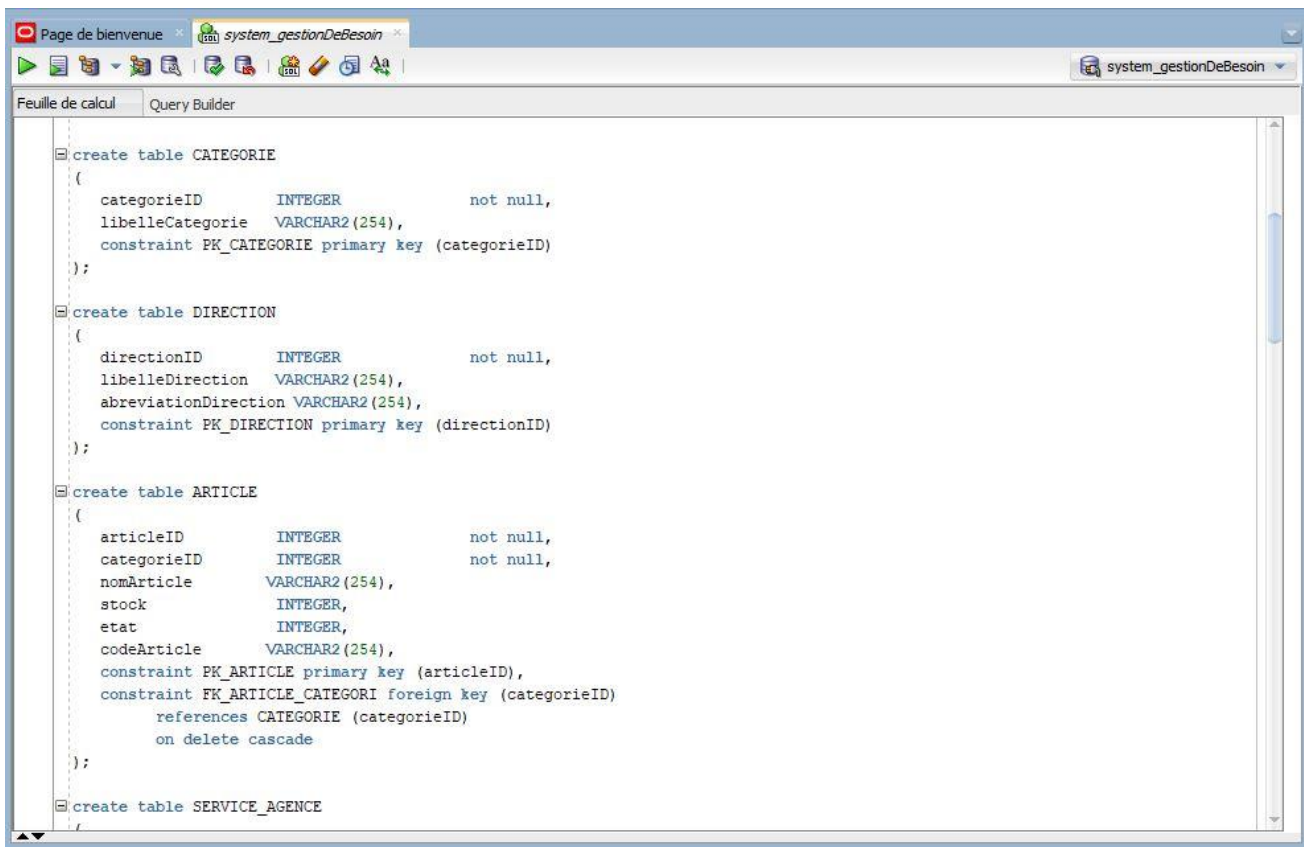 Page de bienvenue
system_gestionDeBesoin
system_gestionDeBesoin
Feuille de calcul
Query Builder
create table CATEGORIE
(
categorieID INTEGER not null,
libelleCategorie VARCHAR2(254),
constraint PK_CATEGORIE primary key (categorieID)
);
create table DIRECTION
(
directionID INTEGER not null,
libelleDirection VARCHAR2(254),
abreviationDirection VARCHAR2(254),
constraint PK_DIRECTION primary key (directionID)
);
create table ARTICLE
(
articleID INTEGER not null,
categorieID INTEGER not null,
nomArticle VARCHAR2(254),
stock INTEGER,
etat INTEGER,
codeArticle VARCHAR2(254),
constraint PK_ARTICLE primary key (articleID),
constraint FK_ARTICLE_CATEGORI foreign key (categorieID)
references CATEGORIE (categorieID)
on delete cascade
);
create table SERVICE_AGENCE
(